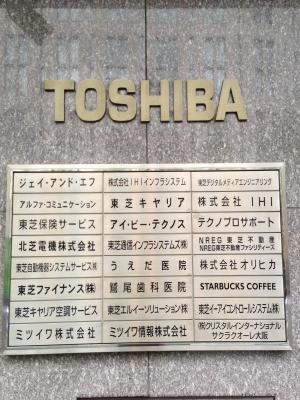 TOSHIBA
ジェイ・アンド・エフ
株式会社IHIインフラシステム
東芝デジタルメディアエンジニアリング
アルファ・コミュニケーション
東芝キャリア
株式会社 IHI
東芝保険サービス
アイ・ビー・テクノス
テクノプロサポート
北芝電機株式会社
東芝通信インフラシステムズ㈱
NREG 東芝不動産
NREG東芝不動産ファシリティーズ
東芝自動機器システムサービス㈱
うえだ医院
株式会社オリヒカ
東芝ファイナンス㈱
鷲尾歯科医院
STARBUCKS COFFEE
東芝キャリア空調サービス
東芝エルイーソリューション㈱
東芝イーアイコントロールシステム㈱
ミツイワ株式会社
ミツイワ情報株式会社
㈱クリスタルインターナショナル
サクラクオーレ大阪